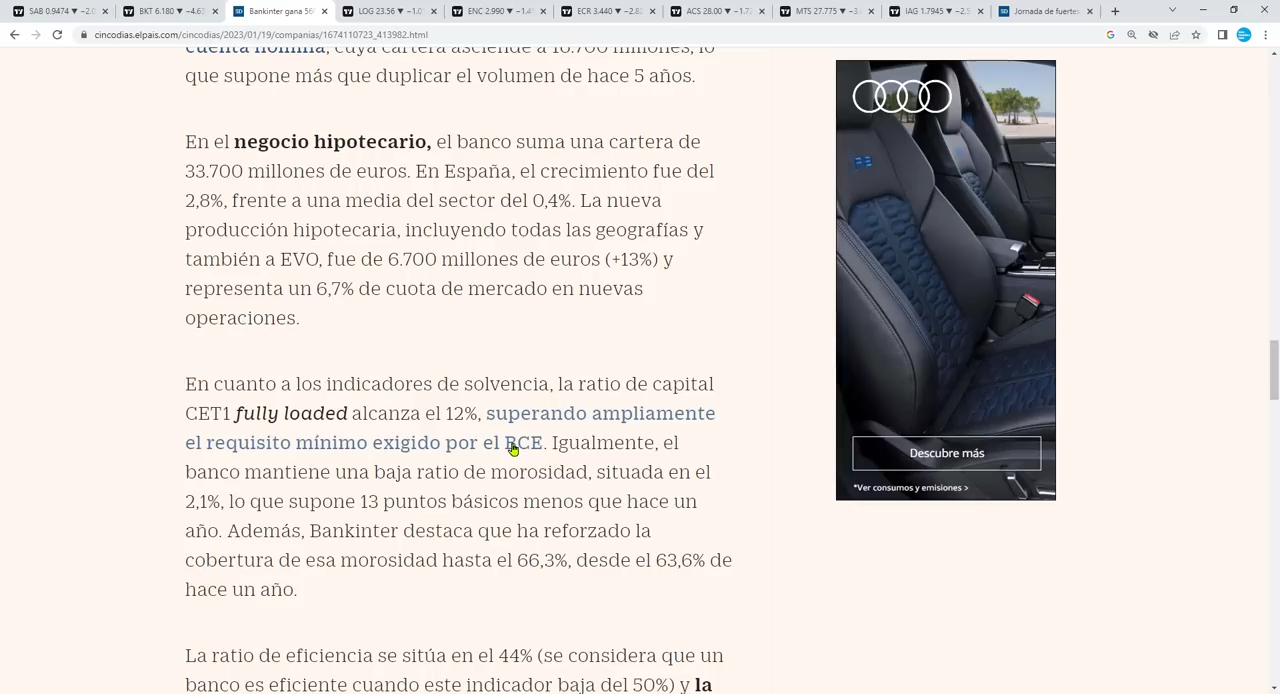 SAB 0.9474 ▼ −2.0
BKT 6.180 ▼ −4.63
Bankinter gana 56
LOG 23.56 ▼ −1.0
ENC 2.990 ▼ −1.4
ECR 3.440 ▼ −2.8
ACS 28.00 ▼ −1.7
MTS 27.775 ▼ −3
IAG 1.7945 ▼ −2.5
Jornada de fuertes
cincodias.elpais.com/cincodias/2023/01/19/companias/1674110723_413982.html
cuenta nómina, cuya cartera asciende a 16.700 millones, lo
que supone más que duplicar el volumen de hace 5 años.
En el negocio hipotecario, el banco suma una cartera de
33.700 millones de euros. En España, el crecimiento fue del
2,8%, frente a una media del sector del 0,4%. La nueva
producción hipotecaria, incluyendo todas las geografías y
también a EVO, fue de 6.700 millones de euros (+13%) y
representa un 6,7% de cuota de mercado en nuevas
operaciones.
En cuanto a los indicadores de solvencia, la ratio de capital
CET1 fully loaded alcanza el 12%, superando ampliamente
el requisito mínimo exigido por el BCE. Igualmente, el
banco mantiene una baja ratio de morosidad, situada en el
2,1%, lo que supone 13 puntos básicos menos que hace un
año. Además, Bankinter destaca que ha reforzado la
cobertura de esa morosidad hasta el 66,3%, desde el 63,6% de
hace un año.
La ratio de eficiencia se sitúa en el 44% (se considera que un
banco es eficiente cuando este indicador baja del 50%) y la
Descubre más
*Ver consumos y emisiones >